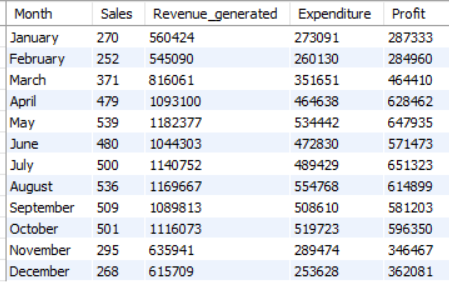 Month Sales Revenue_generated Expenditure Profit
January 270 560424 273091 287333
February 252 545090 260130 284960
March 371 816061 351651 464410
April 479 1093100 464638 628462
May 539 1182377 534442 647935
June 480 1044303 472830 571473
July 500 1140752 489429 651323
August 536 1169667 554768 614899
September 509 1089813 508610 581203
October 501 1116073 519723 596350
November 295 635941 289474 346467
December 268 615709 253628 362081